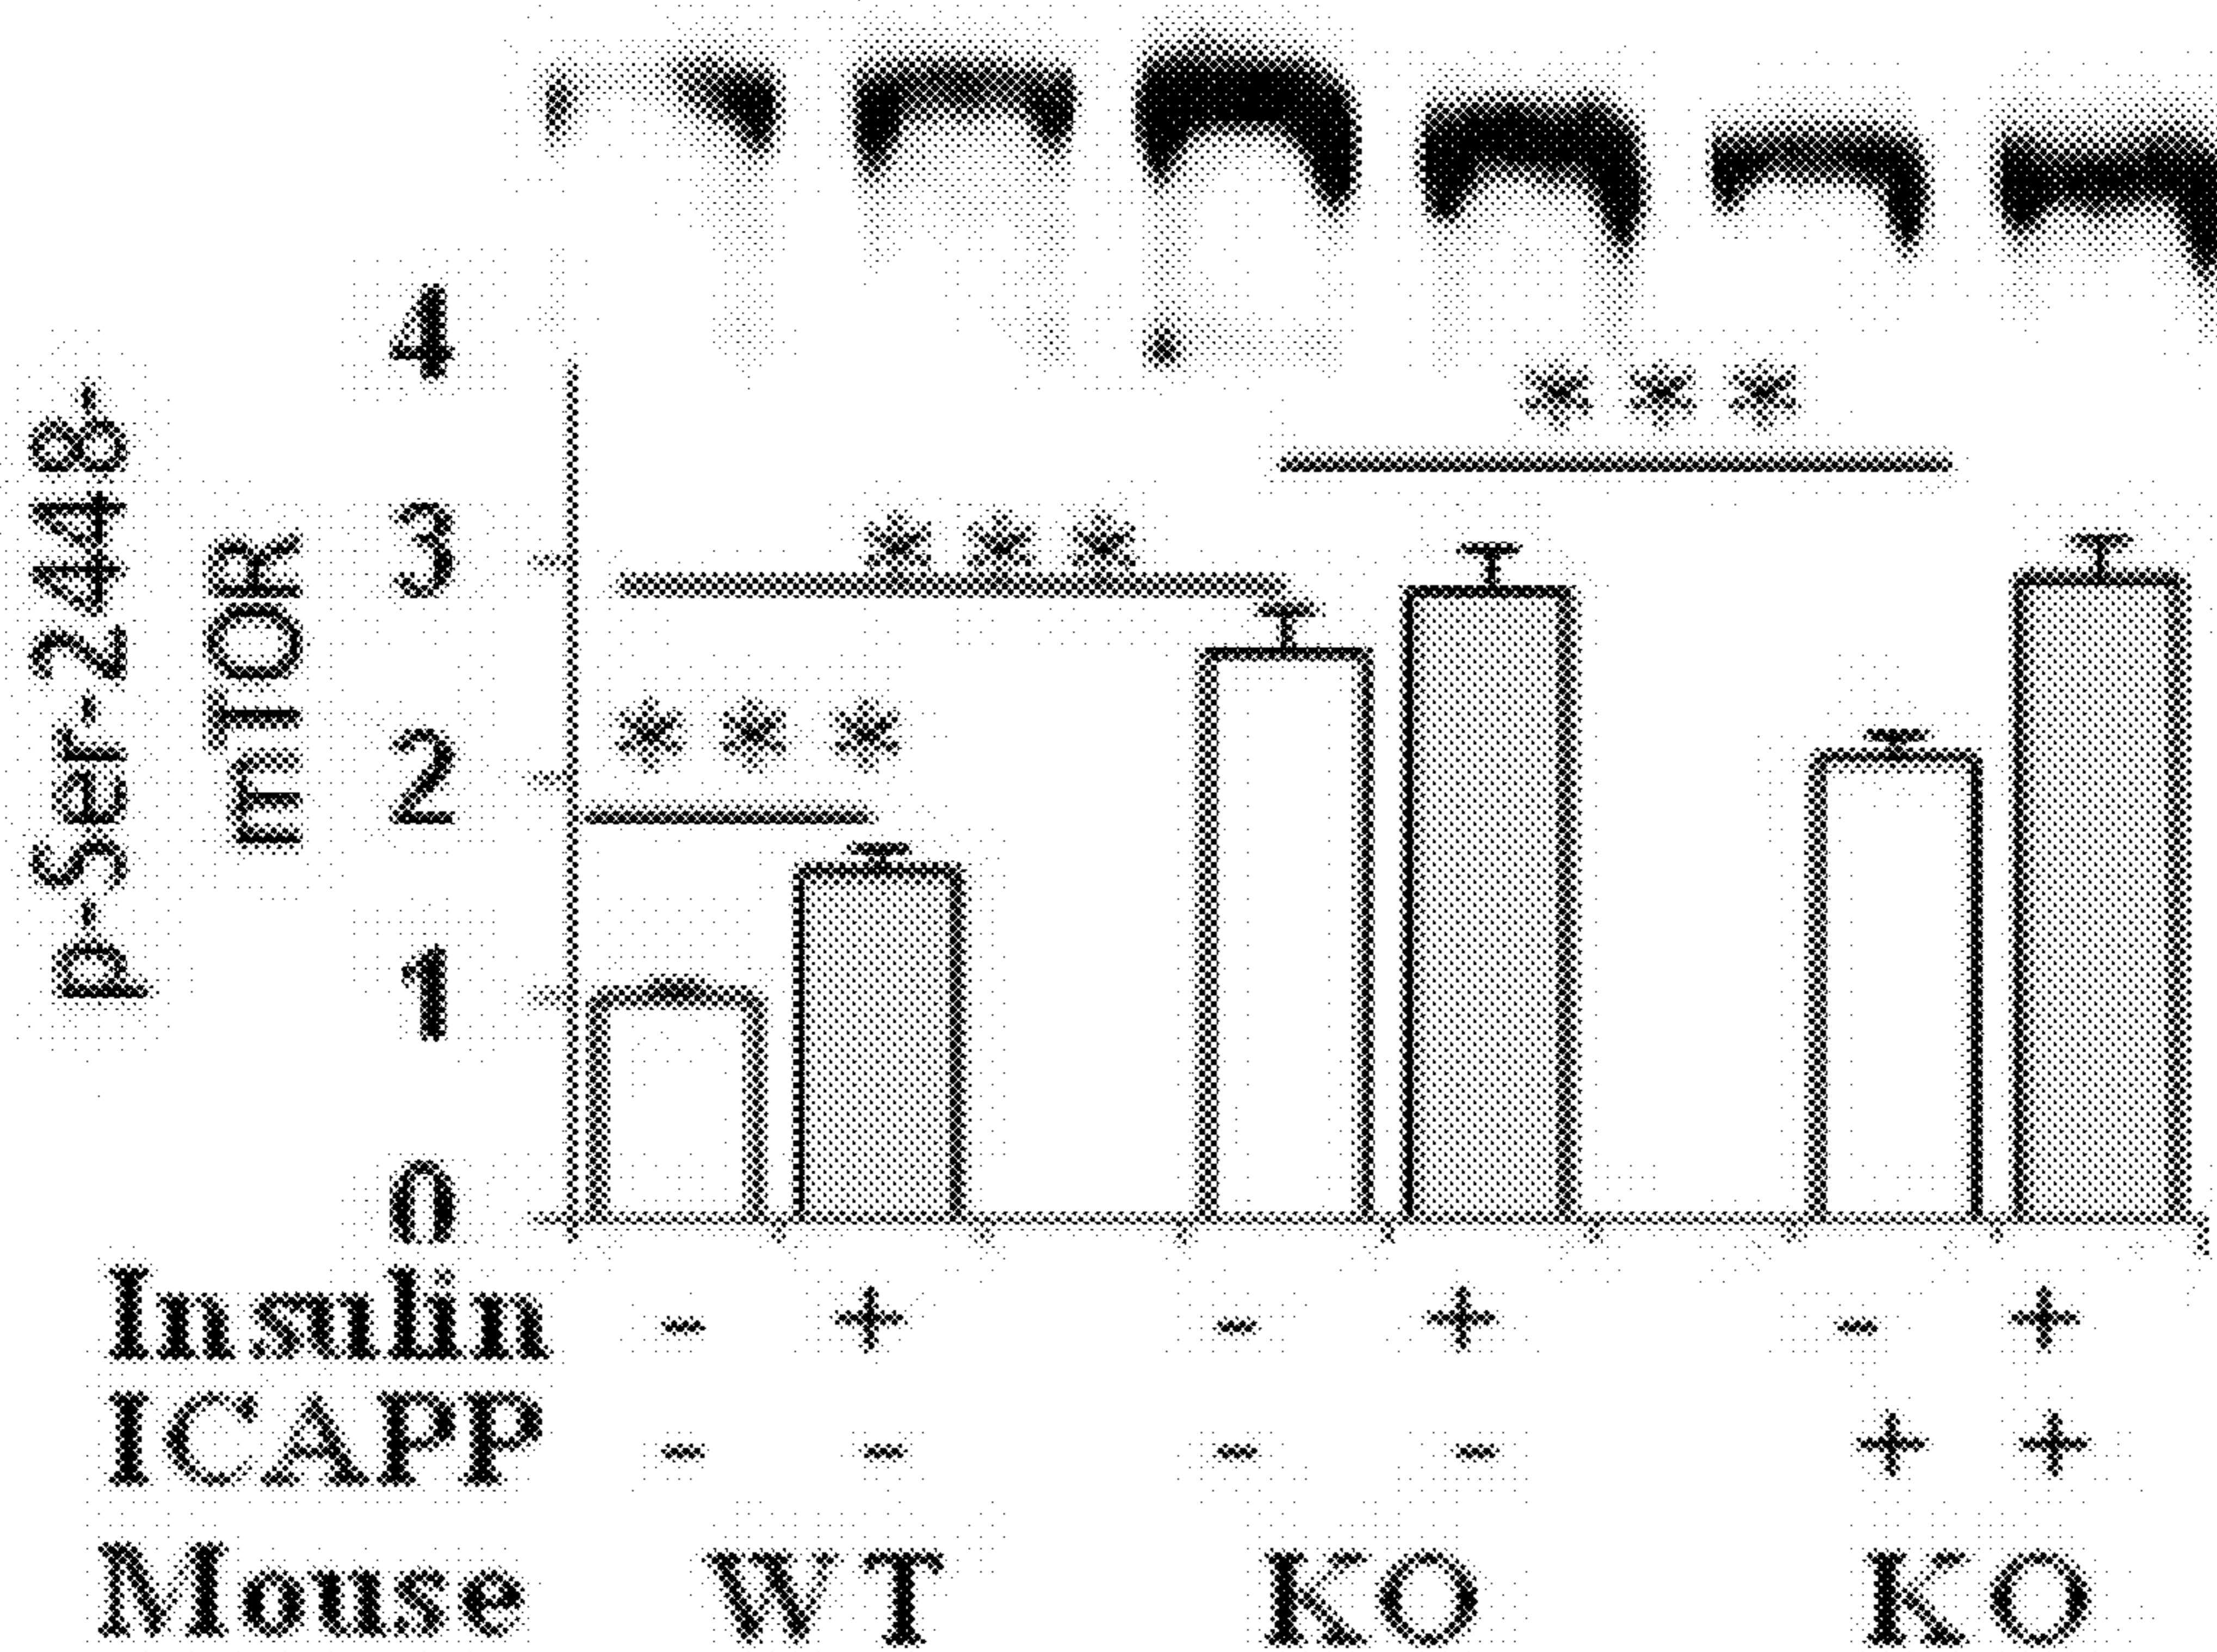 p-Ser-2448-
mTOR
4
3
2
1
0
* * *
* * *
* * *
Insulin - + - + - +
ICAPP - - - - + +
Mouse WT KO KO